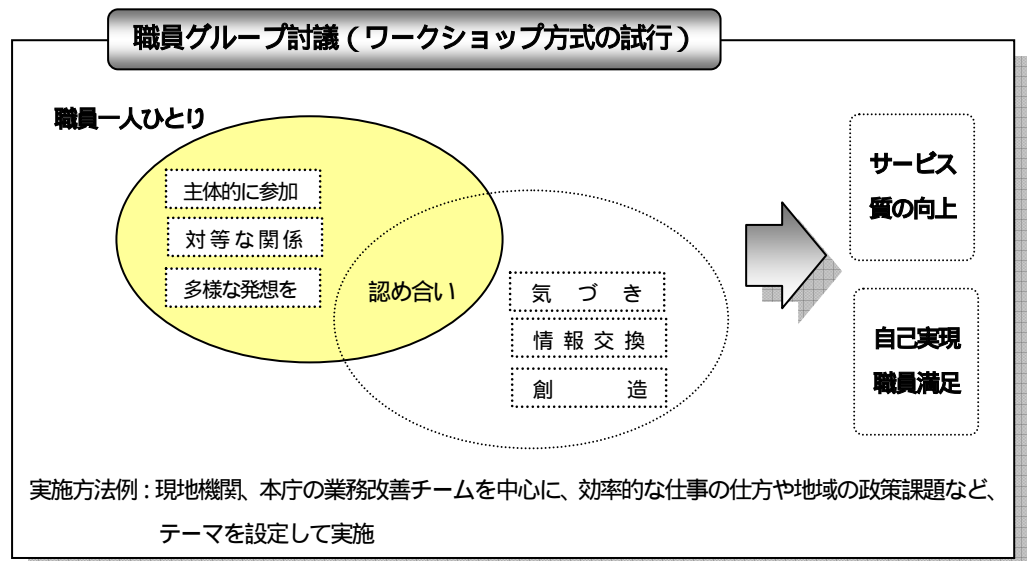 職員グループ討議（ワークショップ方式の試行）
職員一人ひとり
主体的に参加
対等な関係
多様な発想を
認め合い
気づき
情報交換
創造
サービス
質の向上
自己実現
職員満足
実施方法例：現地機関、本庁の業務改善チームを中心に、効率的な仕事の仕方や地域の政策課題など、
テーマを設定して実施